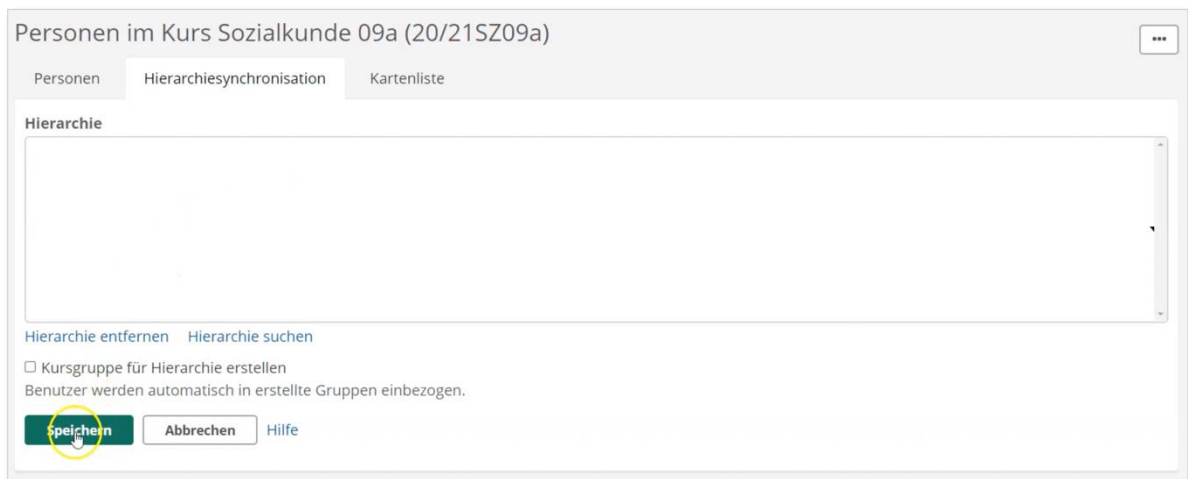 Personen im Kurs Sozialkunde 09a (20/21SZ09a)
Personen Hierarchiesynchronisation Kartenliste
Hierarchie
Hierarchie entfernen Hierarchie suchen
Kursgruppe für Hierarchie erstellen
Benutzer werden automatisch in erstellte Gruppen einbezogen.
Speichern Abbrechen Hilfe